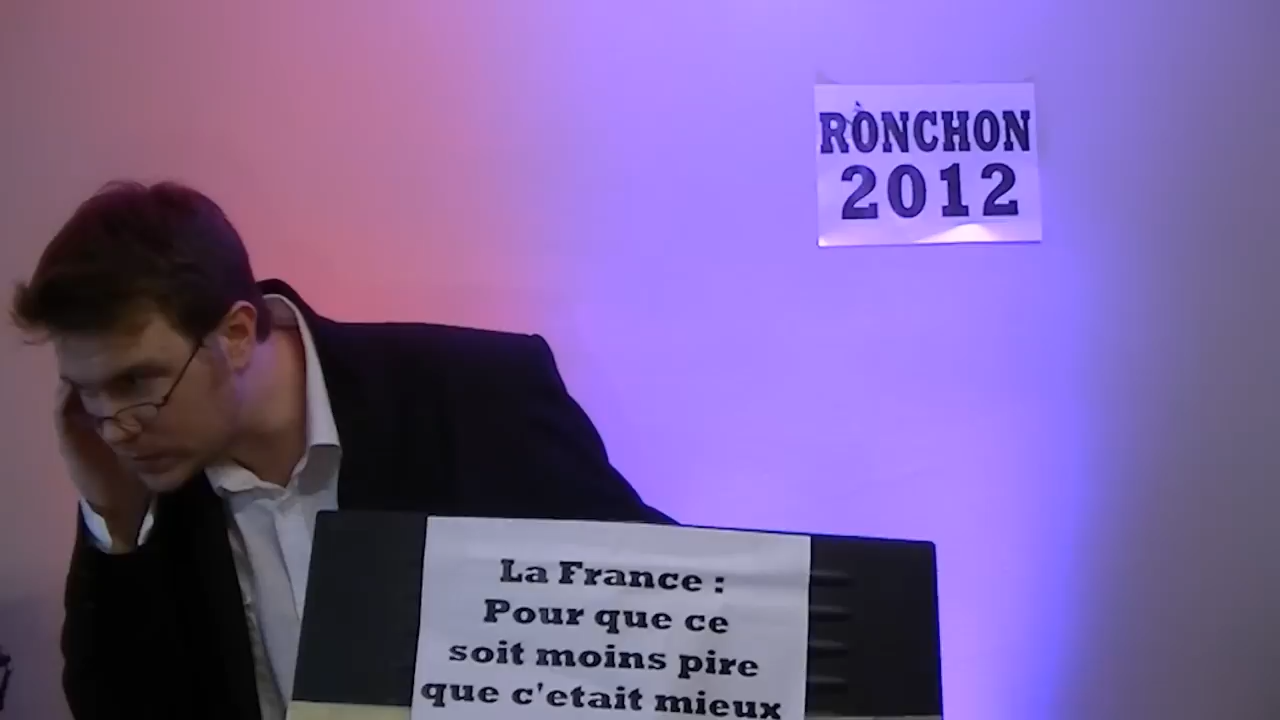 RONCHON
2012
La France :
Pour que ce
soit moins pire
que c'etait mieux